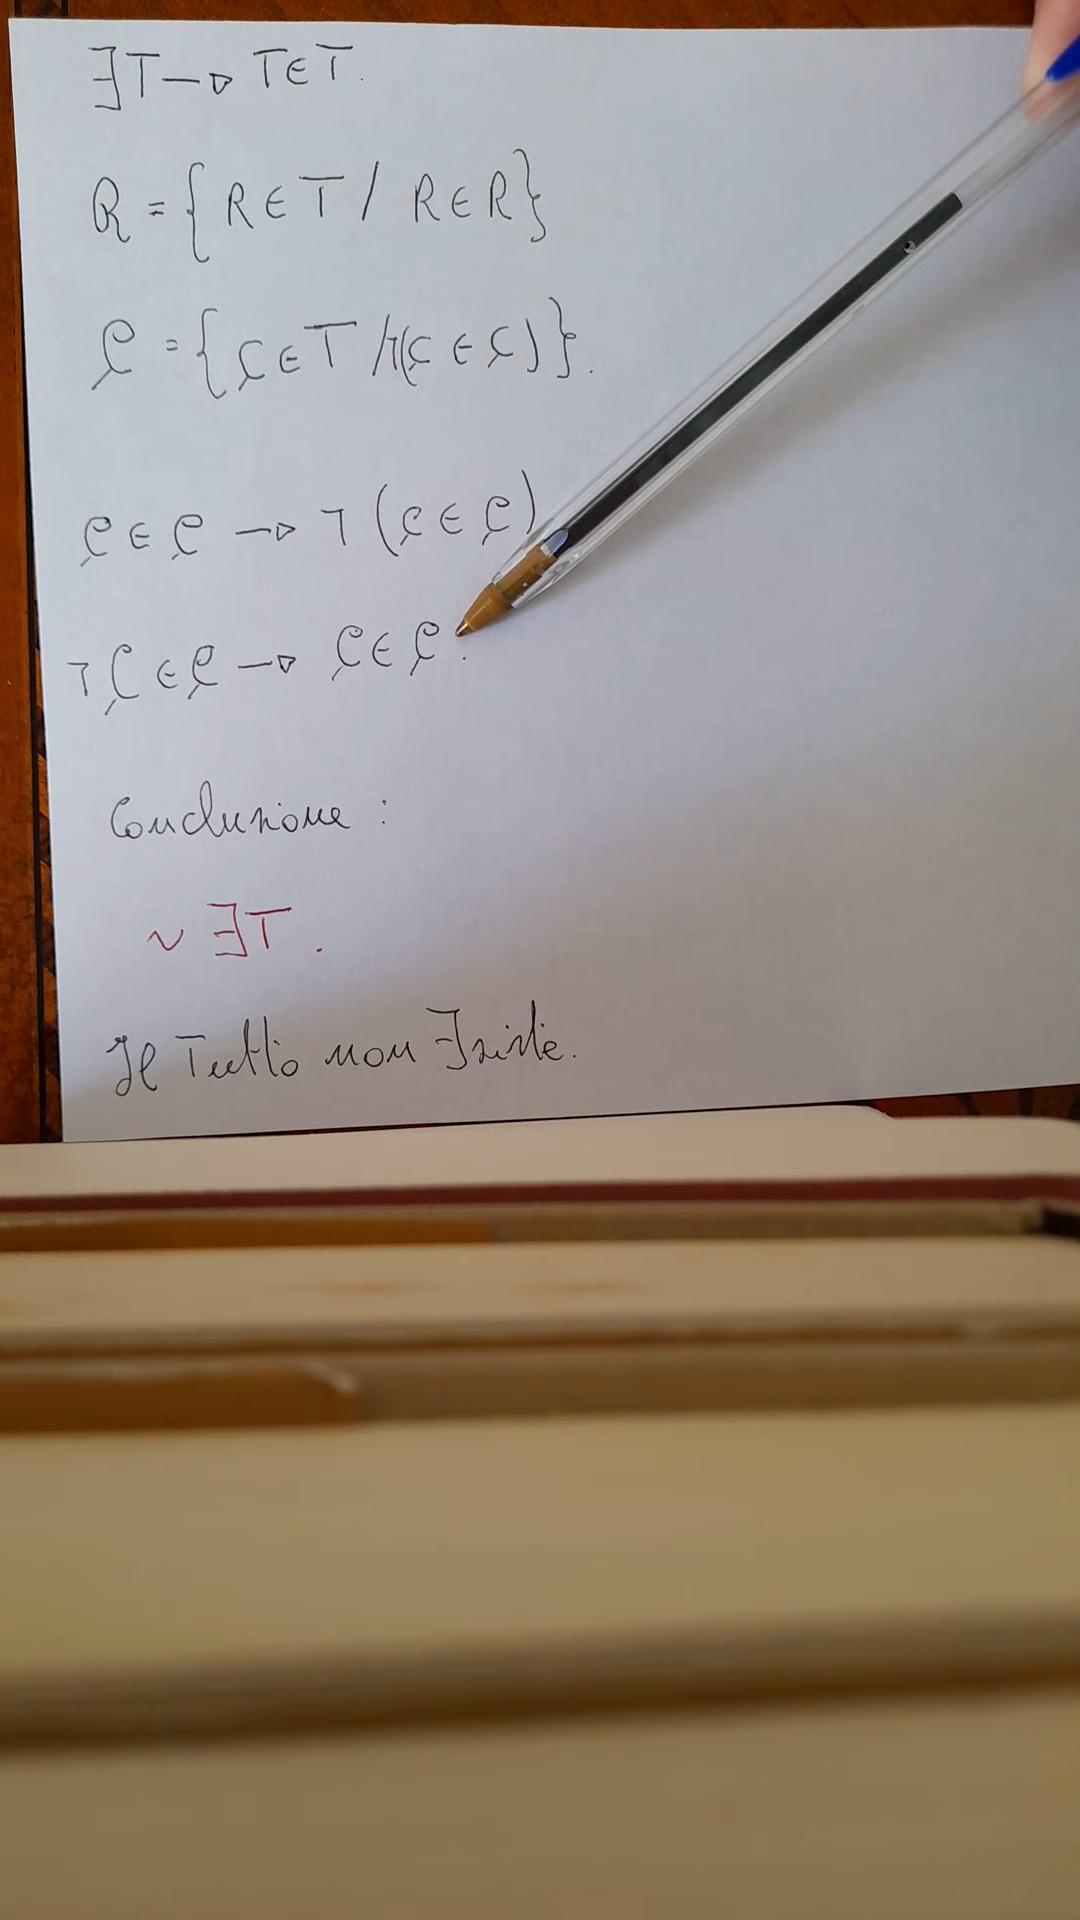 ∃T → T∈T.
R = {R∈T / R∈R}
ρ = {ρ∈T / ¬(ρ∈ρ)}.
ρ∈ρ → ¬(ρ∈ρ)
¬ρ∈ρ → ρ∈ρ.
Conclusione:
~∃T.
Il Tutto non Esiste.